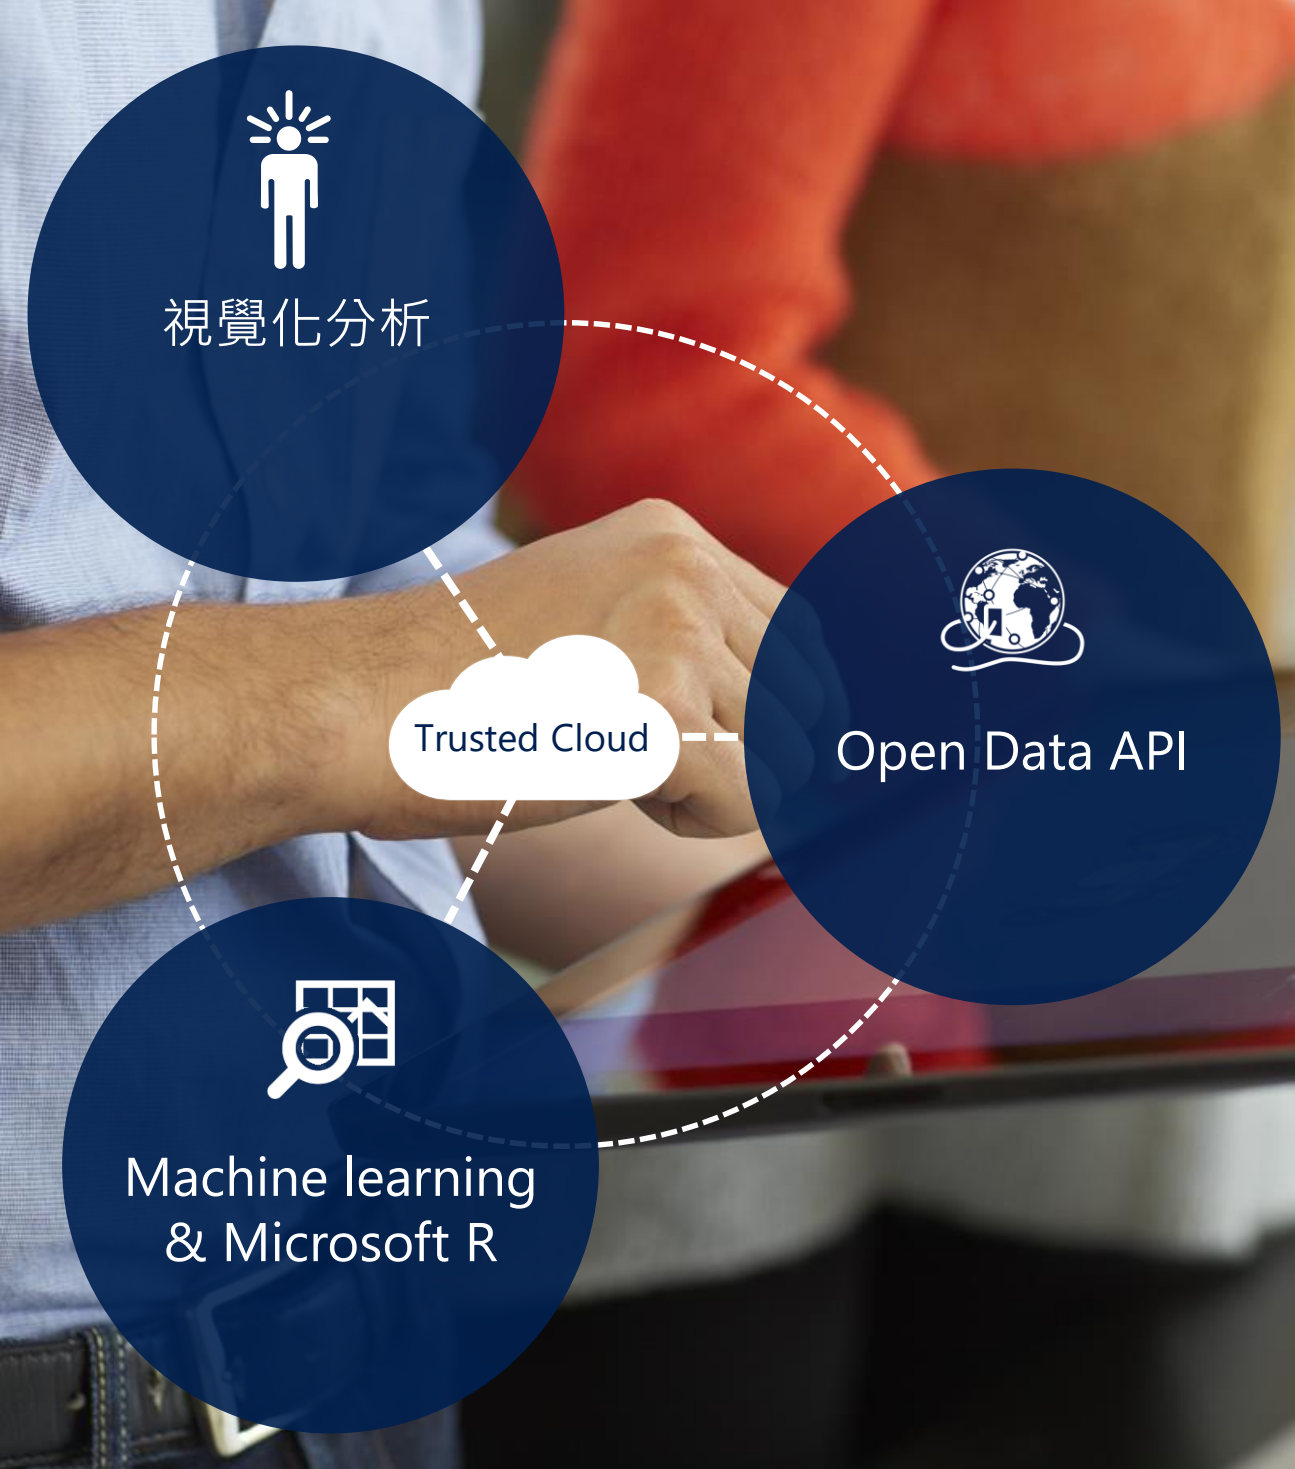 視覺化分析
Trusted Cloud
Open Data API
Machine learning
& Microsoft R